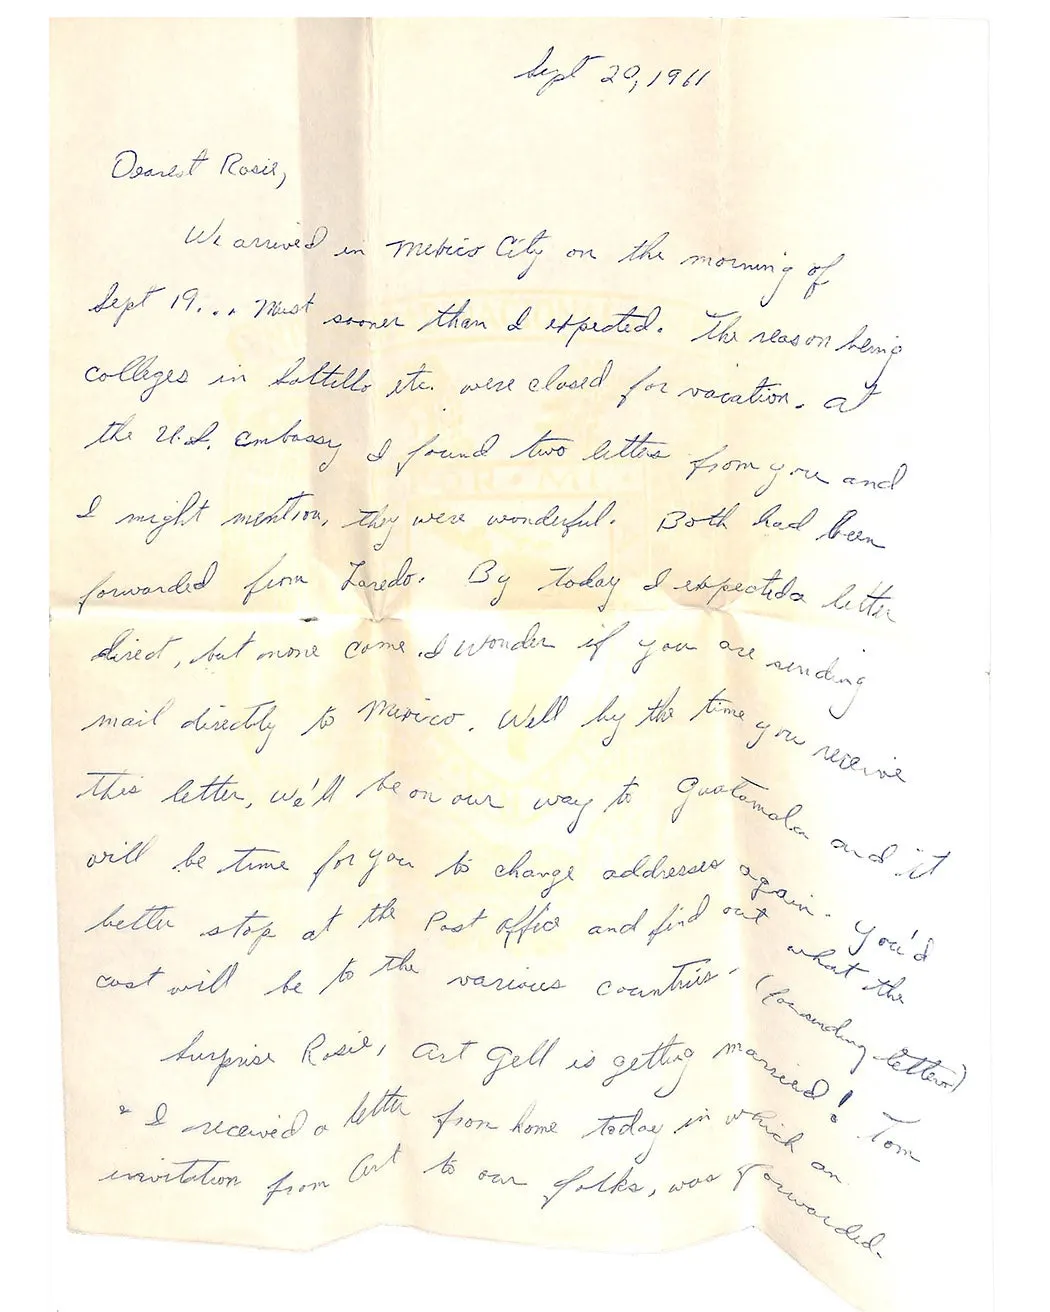 Sept 20, 1961
Dearest Rosie,
We arrived in Mexico City on the morning of
Sept 19... Much sooner than I expected. The reason being
colleges in Saltillo etc. were closed for vacation. At
the U.S. embassy I found two letters from you and
I might mention, they were wonderful. Both had been
forwarded from Laredo. By today I expected a letter
direct, but none came. I wonder if you are sending
mail directly to Mexico. Well by the time you receive
this letter, we'll be on our way to Guatamala and it
will be time for you to change addresses again. You'd
better stop at the Post office and find out what the
cost will be to the various countries. (for sending letters)
Surprise Rosie, Art Gell is getting married! Tom
& I received a letter from home today in which an
invitation from Art to our folks, was forwarded.